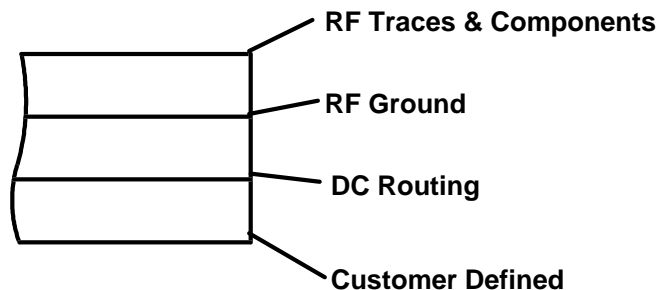 RF Traces & Components
RF Ground
DC Routing
Customer Defined